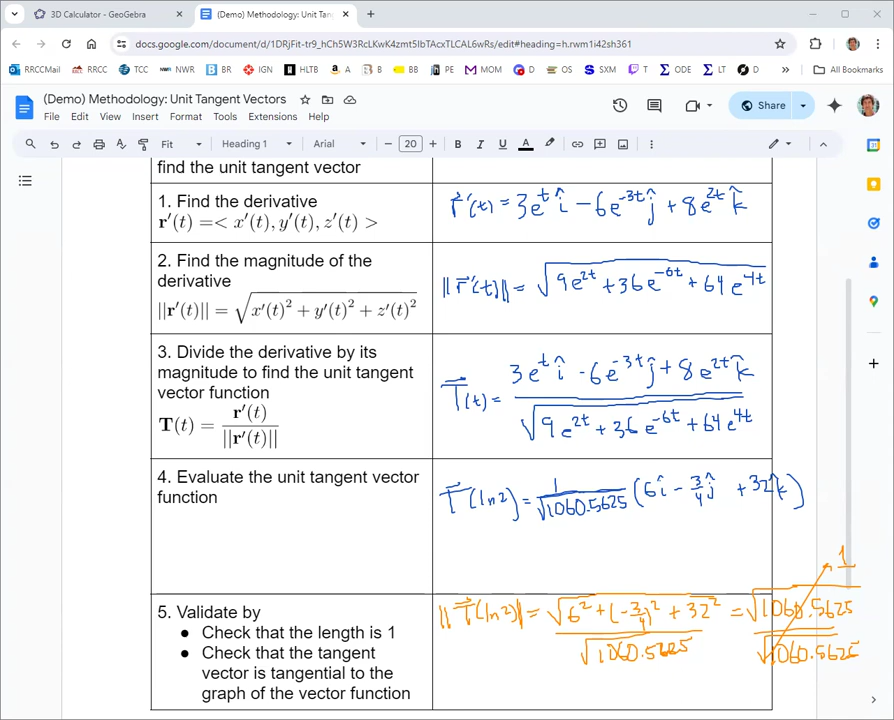 3D Calculator - GeoGebra
(Demo) Methodology: Unit Tan
docs.google.com/document/d/1DRjFit-tr9_hCh5W3RcLKwK4zmt5IbTAcxTLCAL6wRs/edit#heading=h.rwm1i42sh361
RRCCMail RRCC TCC NWR BR IGN HLTB A B BB PE MOM D OS SXM T ODE LT D » All Bookmarks
(Demo) Methodology: Unit Tangent Vectors
File Edit View Insert Format Tools Extensions Help
Share
Fit Heading 1 Arial − 20 + B I U A
find the unit tangent vector
1. Find the derivative
r′(t) =< x′(t), y′(t), z′(t) >
r⃗′(t) = 3e^t î − 6e^-3t ĵ + 8e^2t k̂
2. Find the magnitude of the
derivative
||r′(t)|| = √x′(t)² + y′(t)² + z′(t)²
||r⃗′(t)|| = √9e^2t + 36e^-6t + 64e^4t
3. Divide the derivative by its
magnitude to find the unit tangent
vector function
T(t) = r′(t) / ||r′(t)||
T⃗(t) = 3e^t î - 6e^-3t ĵ + 8e^2t k̂ / √9e^2t + 36e^-6t + 64e^4t
4. Evaluate the unit tangent vector
function
T⃗(ln2) = 1/√1060.5625 (6î − 3/4 ĵ + 32k̂)
5. Validate by
● Check that the length is 1
● Check that the tangent
vector is tangential to the
graph of the vector function
||T⃗(ln2)|| = √6² + (-3/4)² + 32² / √1060.5625 = √1060.5625 / √1060.5625 1